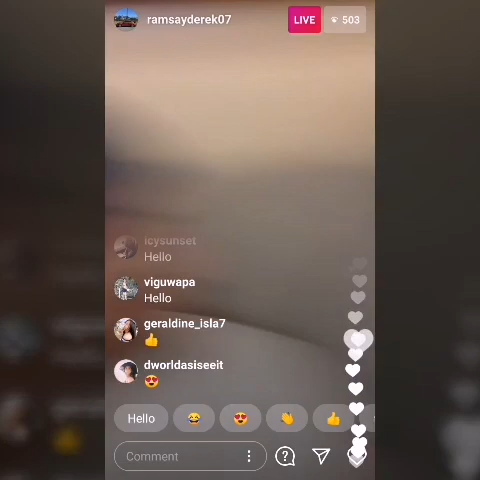 ramsayderek07
LIVE
503
icysunset
Hello
viguwapa
Hello
geraldine_isla7
👍
dworldasiseeit
😍
Hello 😂 😍 👏 👍
Comment